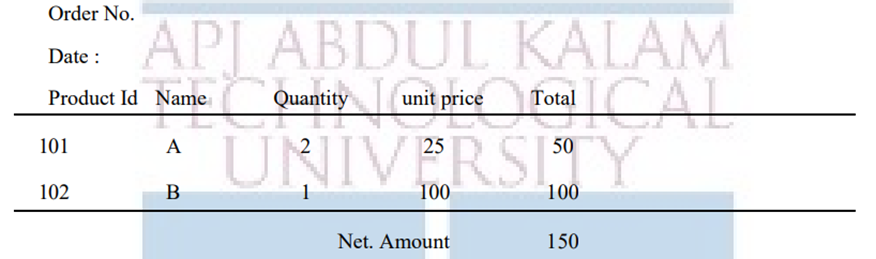 Order No.
APJ ABDUL KALAM
Date :
TECHNOLOGICAL
Product Id Name Quantity unit price Total
UNIVERSITY
101 A 2 25 50
102 B 1 100 100
Net. Amount 150